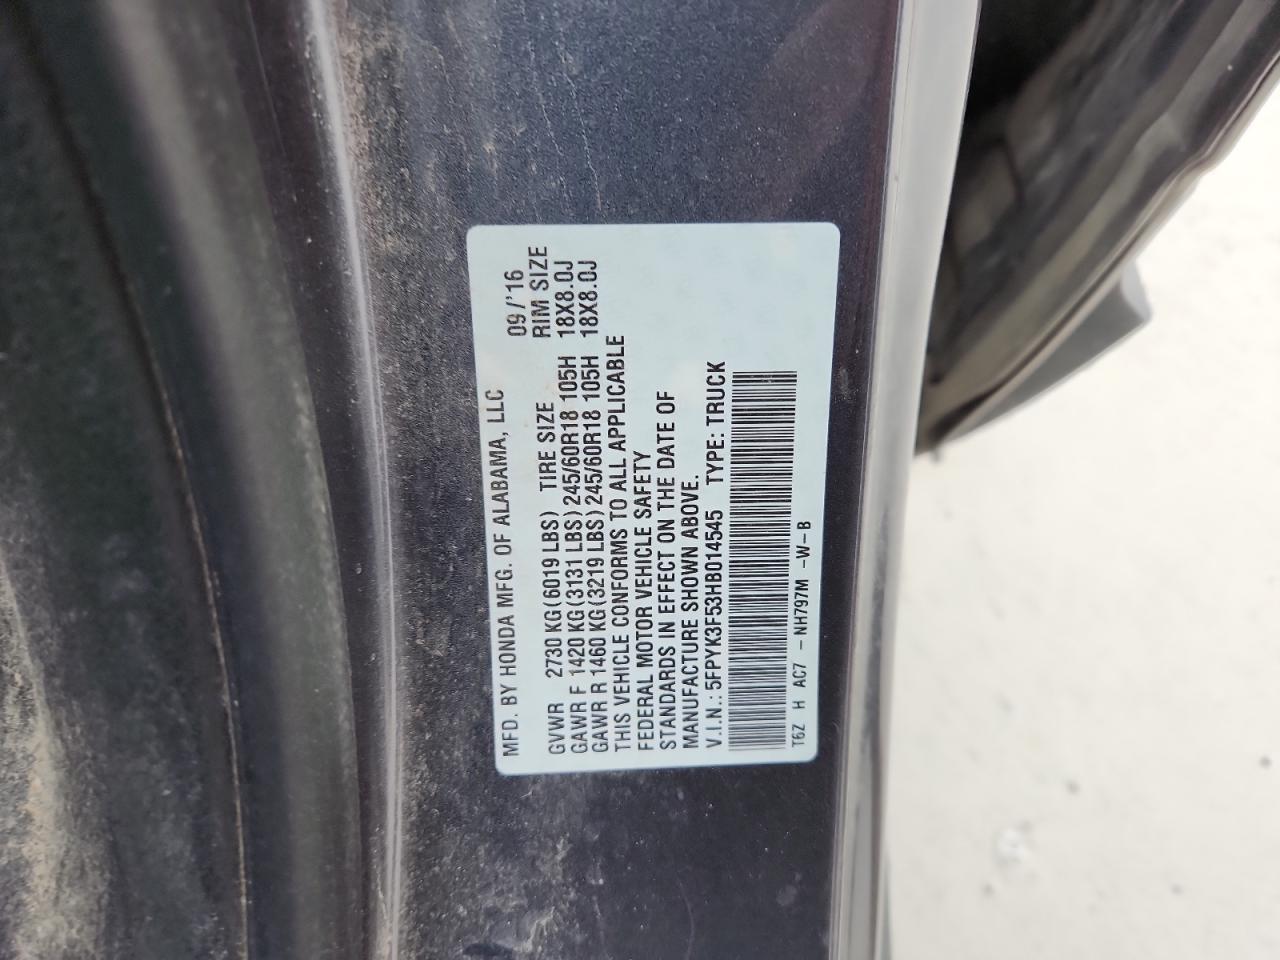 MFD. BY HONDA MFG. OF ALABAMA, LLC 09/'16
GVWR 2730 KG(6019 LBS) TIRE SIZE RIM SIZE
GAWR F 1420 KG(3131 LBS) 245/60R18 105H 18X8.0J
GAWR R 1460 KG(3219 LBS) 245/60R18 105H 18X8.0J
THIS VEHICLE CONFORMS TO ALL APPLICABLE
FEDERAL MOTOR VEHICLE SAFETY
STANDARDS IN EFFECT ON THE DATE OF
MANUFACTURE SHOWN ABOVE.
V.I.N.: 5FPYK3F53HB014545 TYPE: TRUCK
T6Z H AC7 - NH797M -W-B